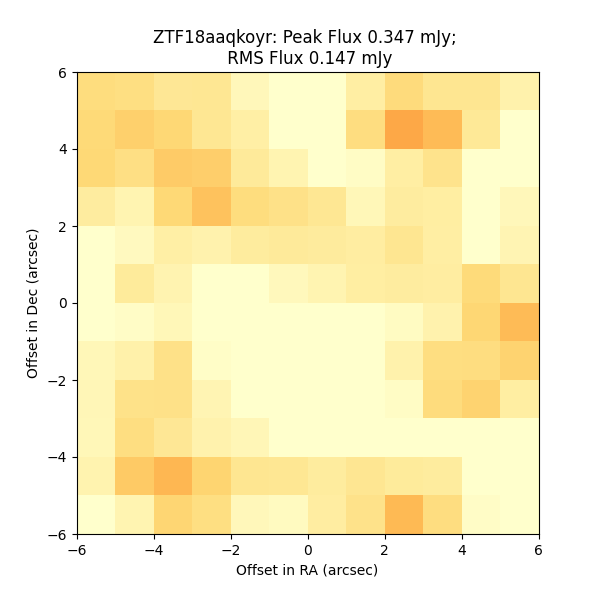 ZTF18aaqkoyr: Peak Flux 0.347 mJy;
RMS Flux 0.147 mJy
6
4
2
0
−2
−4
−6
Offset in Dec (arcsec)
−6 −4 −2 0 2 4 6
Offset in RA (arcsec)